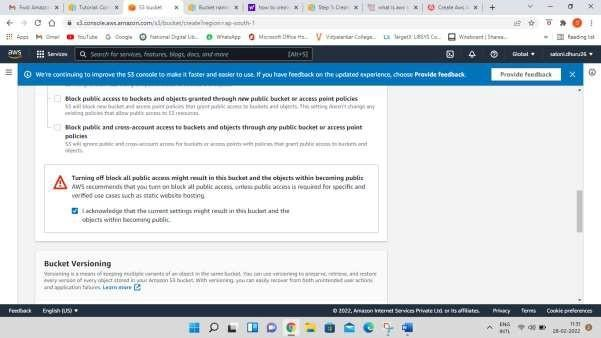 Fwd: Amazo
Tutorial: Co
S3 bucket
Bucket nami
how to crea
Step 1: Crea
what is aws
Create Aws
s3.console.aws.amazon.com/s3/bucket/create?region=ap-south-1
Apps Gmail YouTube G Google National Digital Lib... WhatsApp Microsoft Office Ho... Vidyalankar College... Target! LIBSYS Co... Wizebreed | Share... Reading list
aws Services Search for services, features, blogs, docs, and more [Alt+S] Global satori.dhuru26
We're continuing to improve the S3 console to make it faster and easier to use. If you have feedback on the updated experience, choose Provide feedback. Provide feedback
Block public access to buckets and objects granted through new public bucket or access point policies
S3 will block new bucket and access point policies that grant public access to buckets and objects. This setting doesn't change any
existing policies that allow public access to S3 resources.
Block public and cross-account access to buckets and objects through any public bucket or access point
policies
S3 will ignore public and cross-account access for buckets or access points with policies that grant public access to buckets and
objects.
Turning off block all public access might result in this bucket and the objects within becoming public
AWS recommends that you turn on block all public access, unless public access is required for specific and
verified use cases such as static website hosting.
I acknowledge that the current settings might result in this bucket and the
objects within becoming public.
Bucket Versioning
Versioning is a means of keeping multiple variants of an object in the same bucket. You can use versioning to preserve, retrieve, and restore
every version of every object stored in your Amazon S3 bucket. With versioning, you can easily recover from both unintended user actions
and application failures. Learn more
Feedback English (US) © 2022, Amazon Internet Services Private Ltd. or its affiliates. Privacy Terms Cookie preferences
ENG
INTL
11:31
28-02-2022